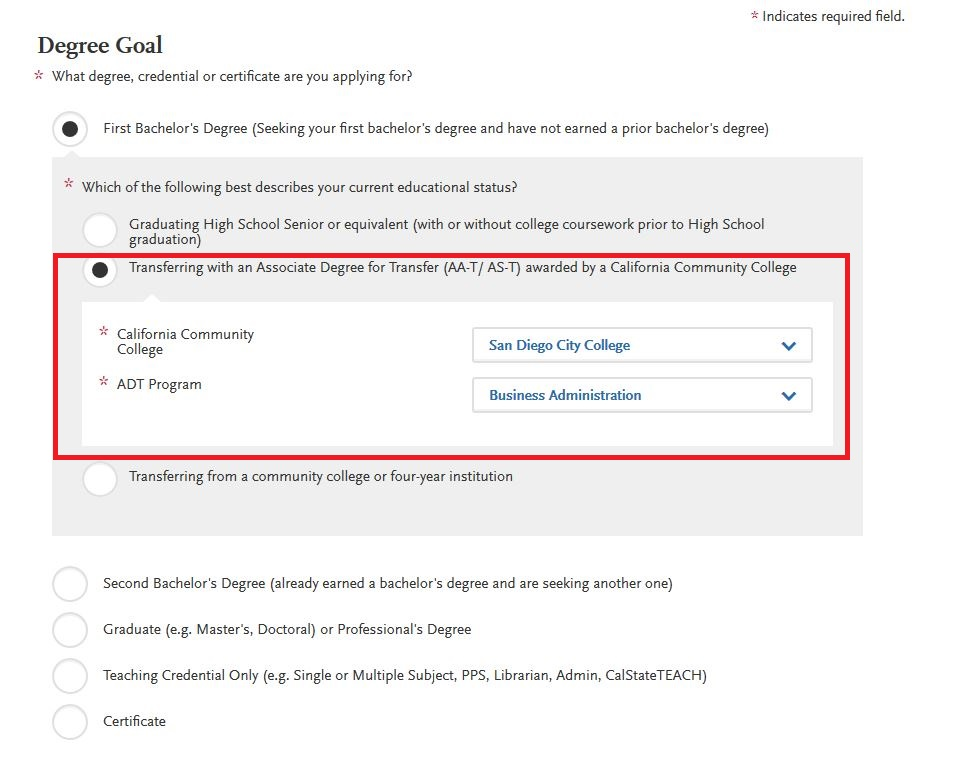 * Indicates required field.
Degree Goal
* What degree, credential or certificate are you applying for?
First Bachelor's Degree (Seeking your first bachelor's degree and have not earned a prior bachelor's degree)
* Which of the following best describes your current educational status?
Graduating High School Senior or equivalent (with or without college coursework prior to High School
graduation)
Transferring with an Associate Degree for Transfer (AA-T/ AS-T) awarded by a California Community College
* California Community
College
San Diego City College
* ADT Program
Business Administration
Transferring from a community college or four-year institution
Second Bachelor's Degree (already earned a bachelor's degree and are seeking another one)
Graduate (e.g. Master's, Doctoral) or Professional's Degree
Teaching Credential Only (e.g. Single or Multiple Subject, PPS, Librarian, Admin, CalStateTEACH)
Certificate